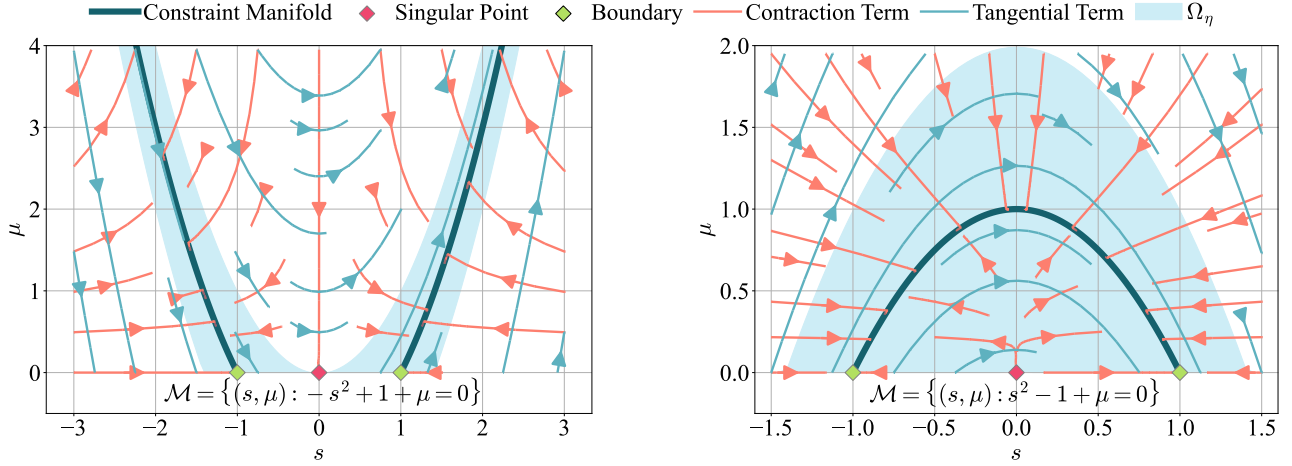 Constraint Manifold Singular Point Boundary Contraction Term Tangential Term Ω_η
4
3
2
1
0
μ
−3 −2 −1 0 1 2 3
s
ℳ = {(s, μ) : −s² + 1 + μ = 0}
2.0
1.5
1.0
0.5
0.0
μ
−1.5 −1.0 −0.5 0.0 0.5 1.0 1.5
s
ℳ = {(s, μ) : s² − 1 + μ = 0}